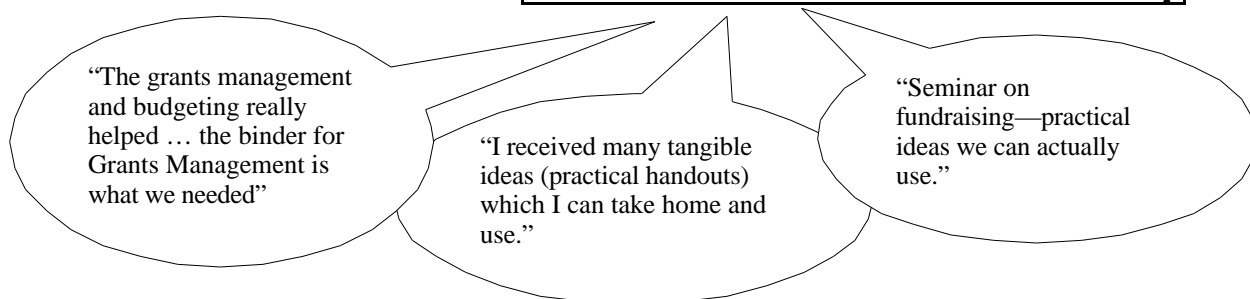 “The grants management
and budgeting really
helped … the binder for
Grants Management is
what we needed”
“I received many tangible
ideas (practical handouts)
which I can take home and
use.”
“Seminar on
fundraising—practical
ideas we can actually
use.”